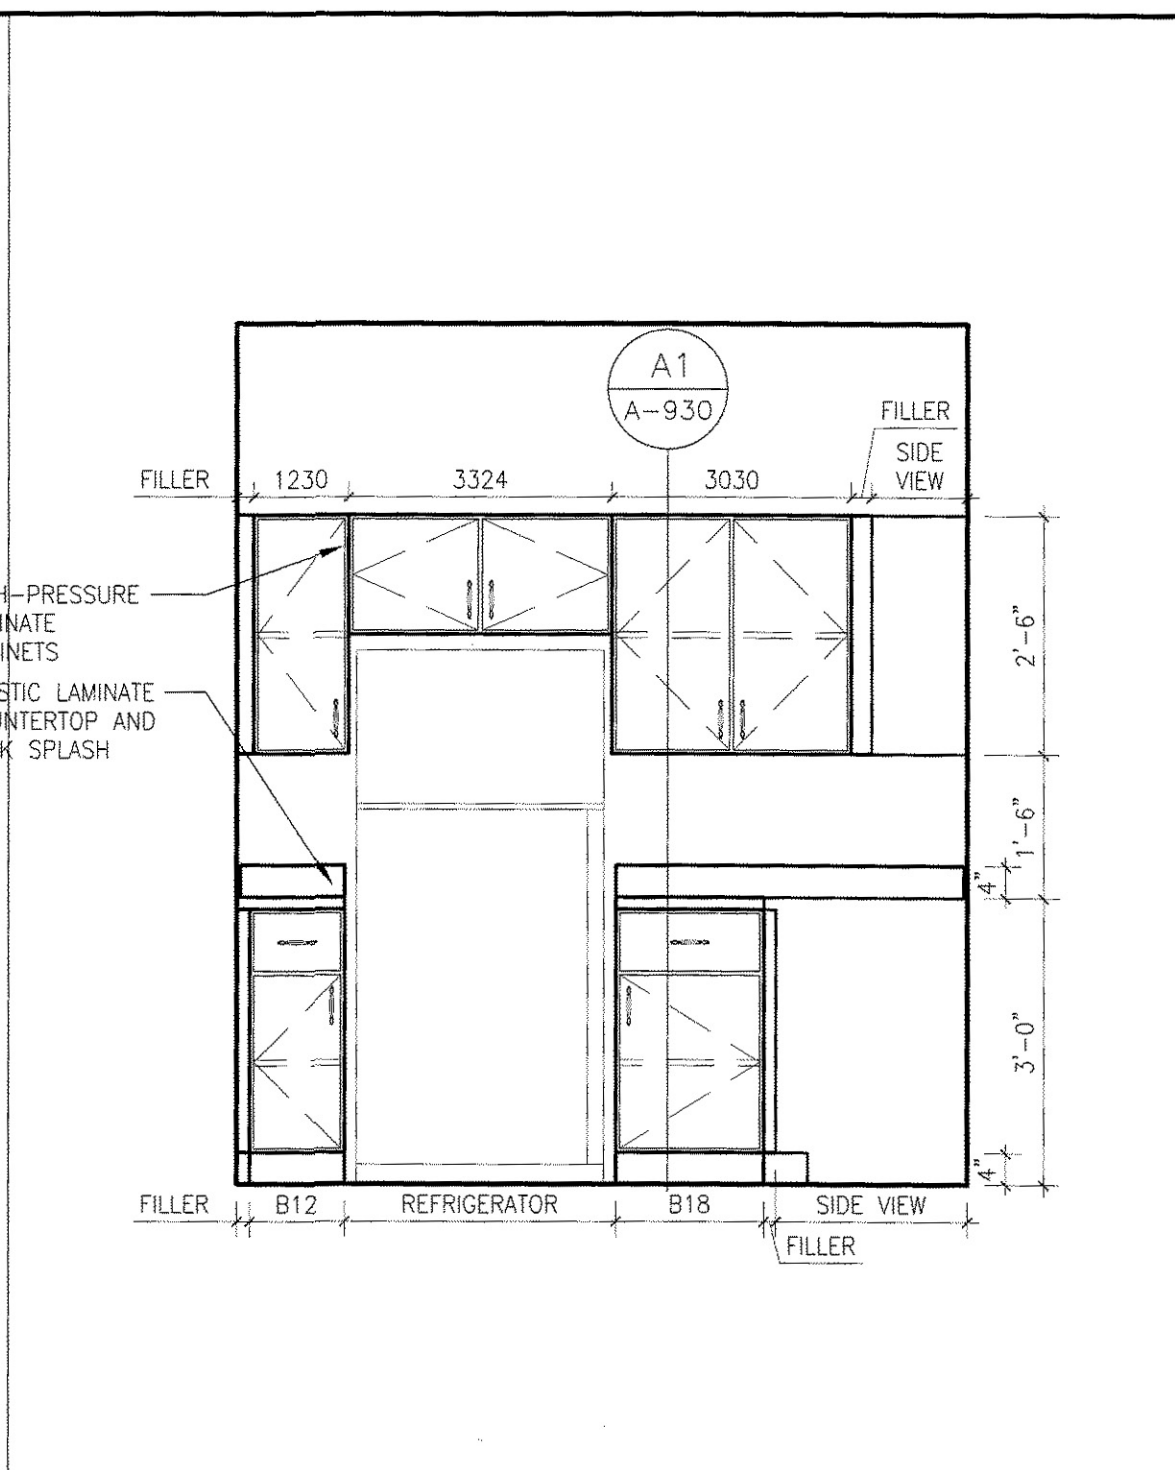 A1
A-930
FILLER
SIDE
VIEW
FILLER
1230
3324
3030
H-PRESSURE
INATE
INETS
STIC LAMINATE
UNTERTOP AND
K SPLASH
2'-6"
1'-6"
4"
3'-0"
4"
FILLER
B12
REFRIGERATOR
B18
SIDE VIEW
FILLER